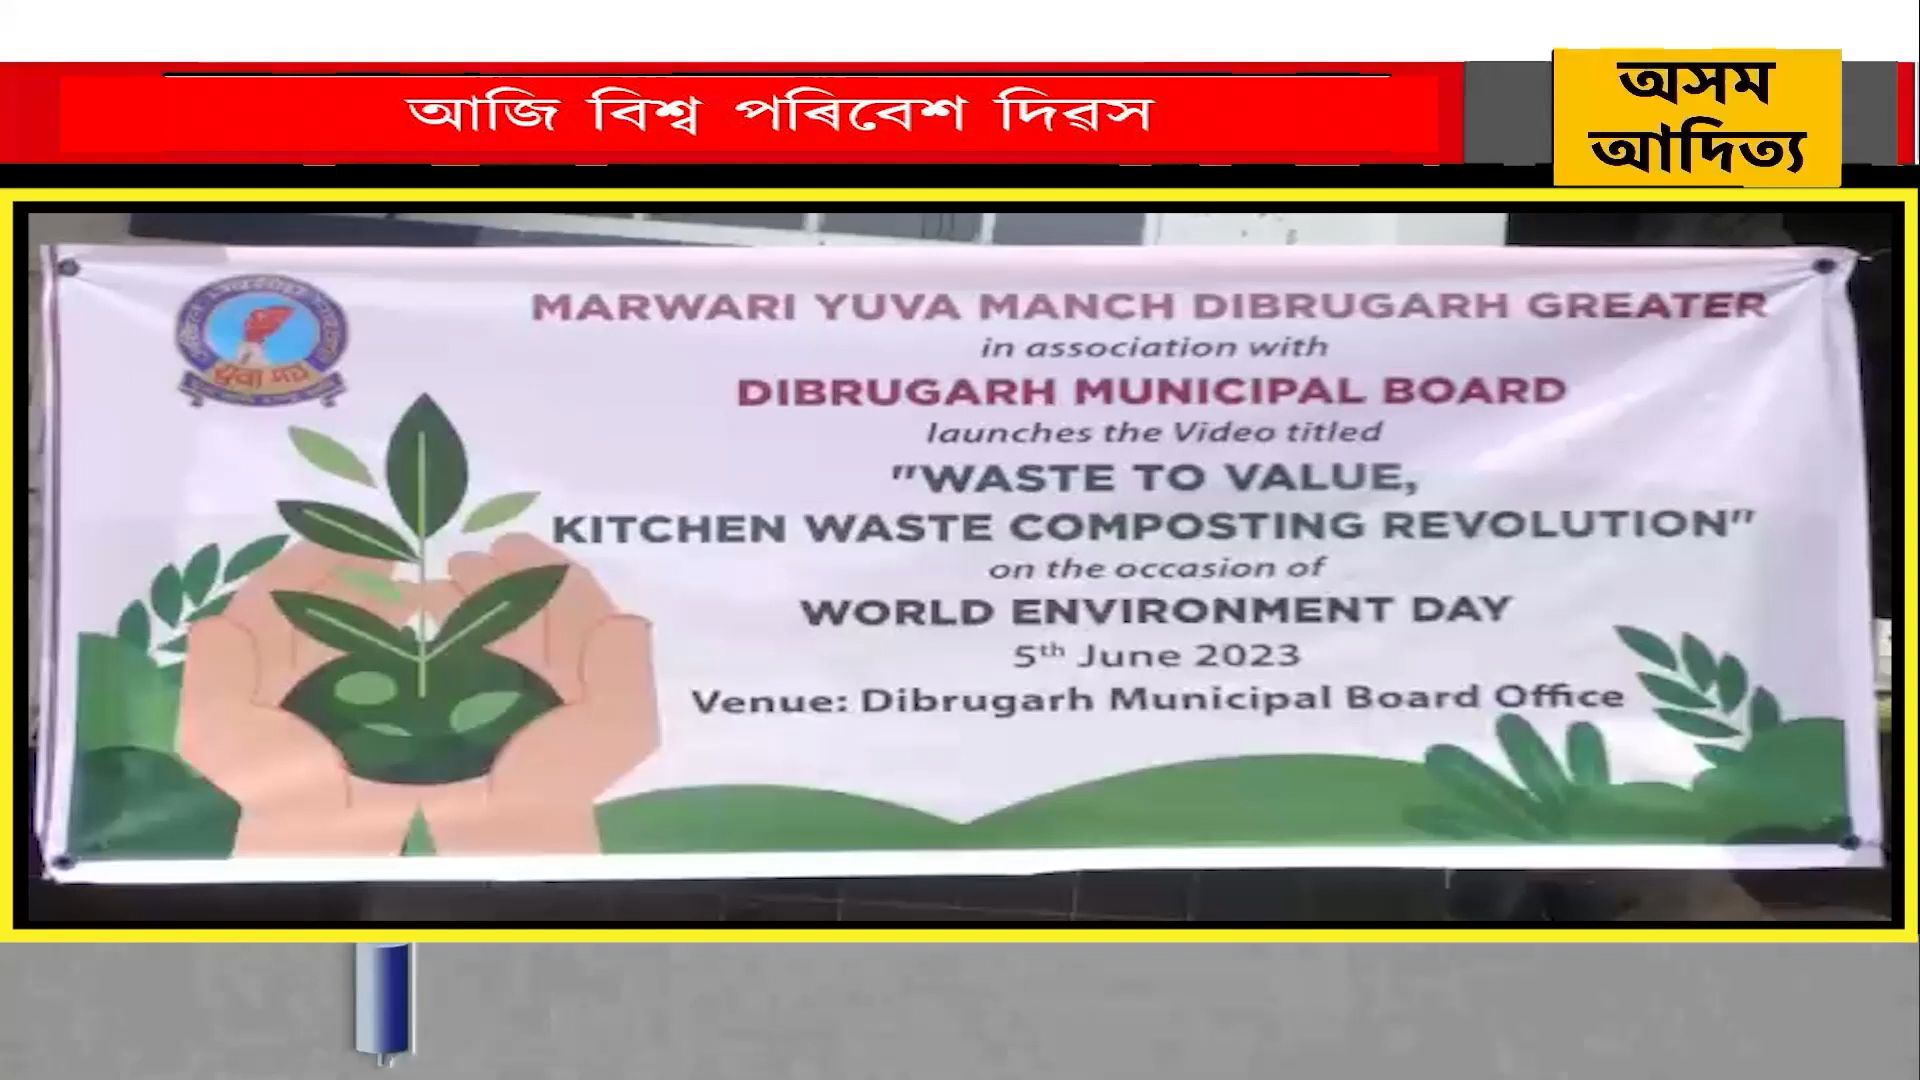 আজি বিশ্ব পৰিবেশ দিৱস
অসম
আদিত্য
MARWARI YUVA MANCH DIBRUGARH GREATER
in association with
DIBRUGARH MUNICIPAL BOARD
launches the Video titled
"WASTE TO VALUE,
KITCHEN WASTE COMPOSTING REVOLUTION"
on the occasion of
WORLD ENVIRONMENT DAY
5th June 2023
Venue: Dibrugarh Municipal Board Office